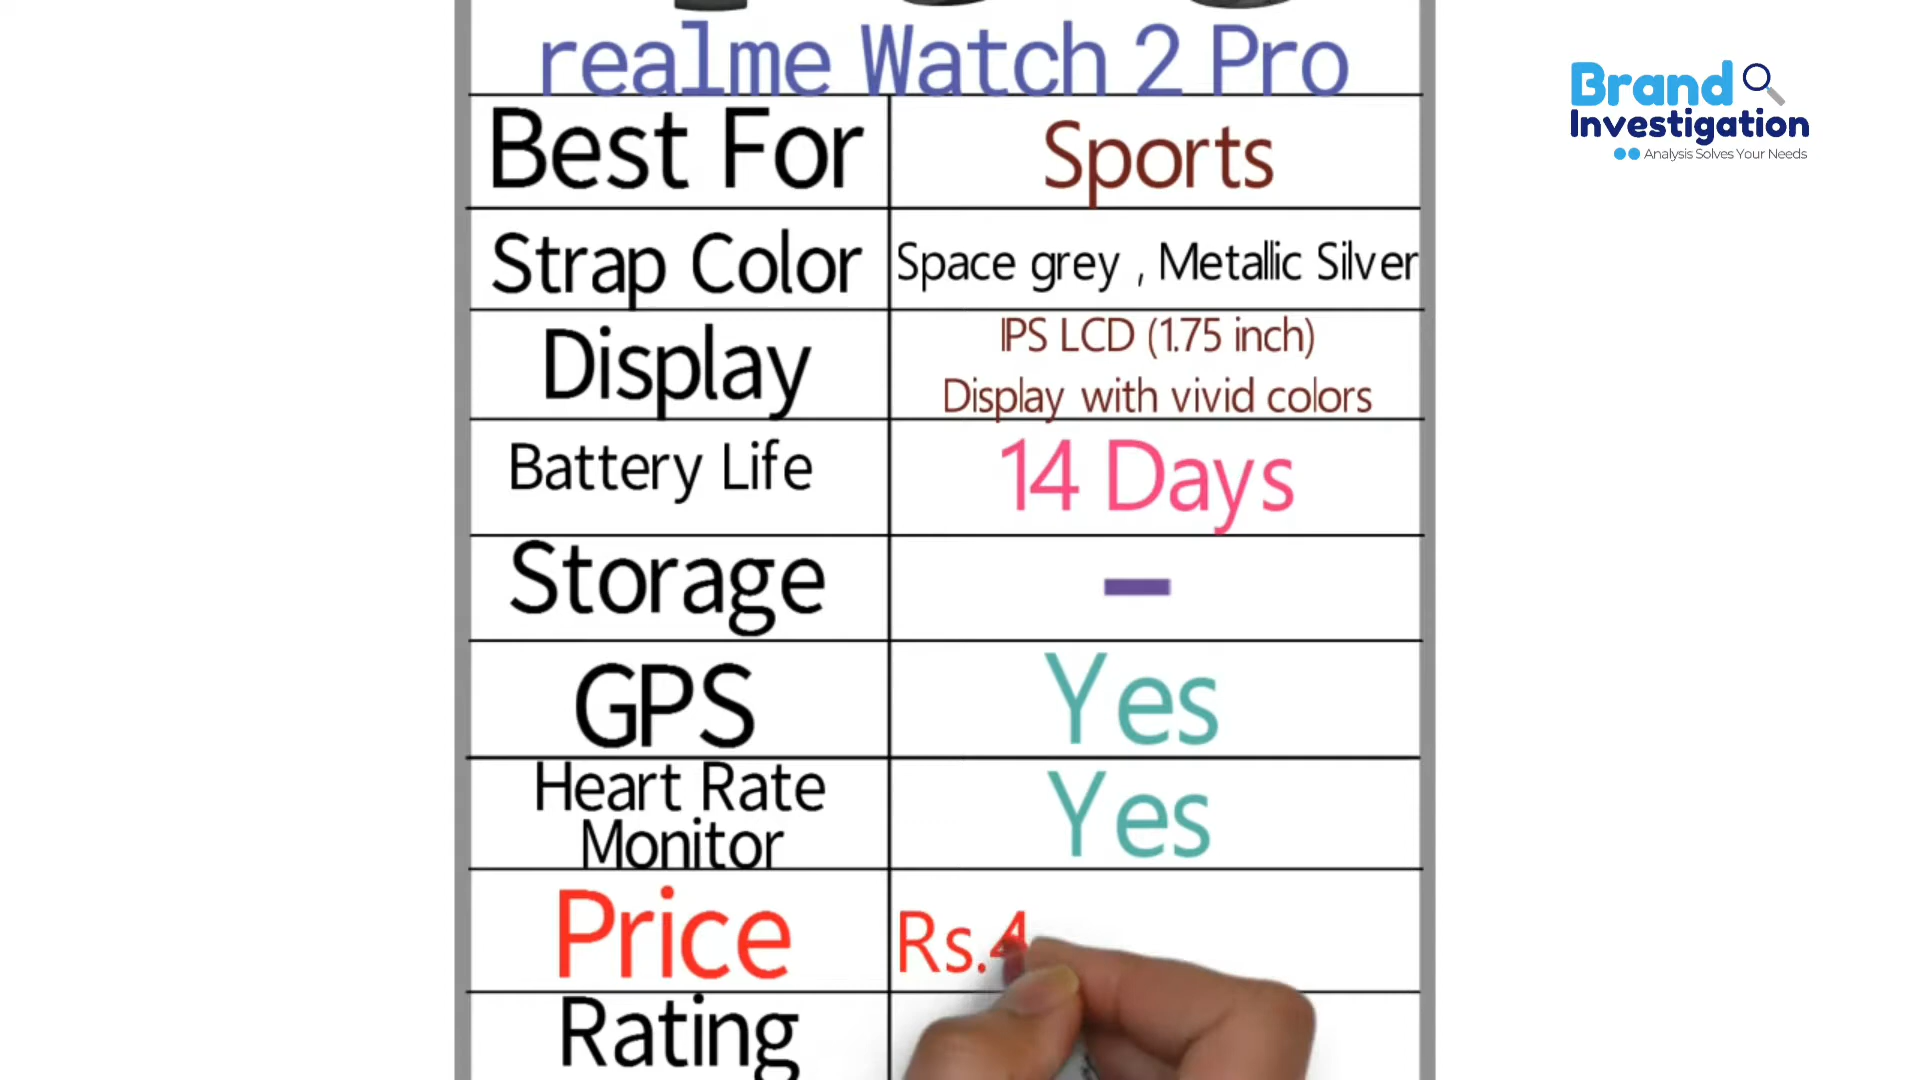 realme Watch 2 Pro
Best For
Sports
Strap Color
Space grey , Metallic Silver
Display
IPS LCD (1.75 inch)
Display with vivid colors
Battery Life
14 Days
Storage
-
GPS
Yes
Heart Rate
Monitor
Yes
Price
Rs.4
Rating
Brand
Investigation
Analysis Solves Your Needs